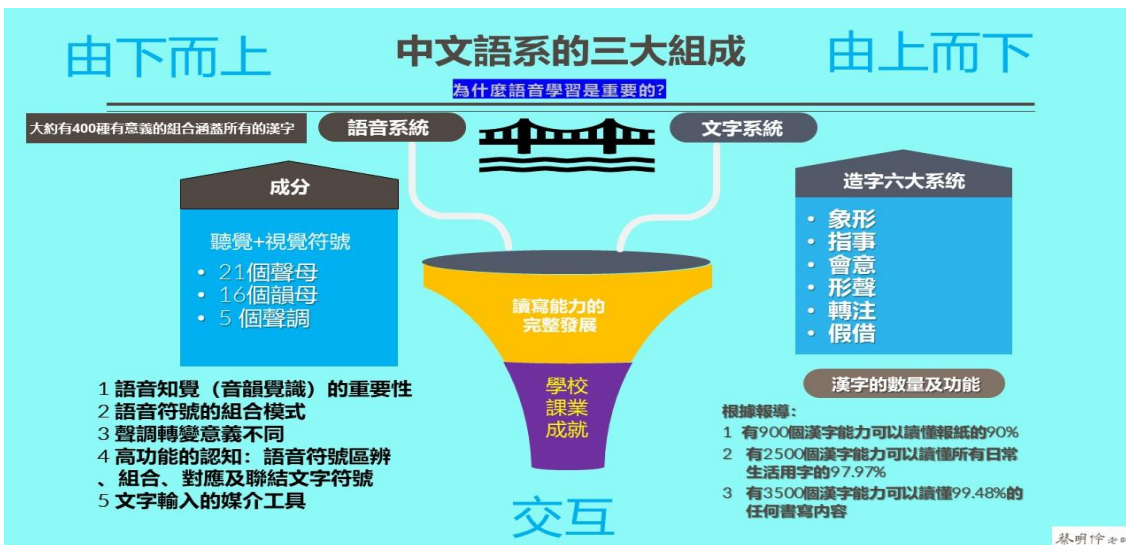 由下而上
中文語系的三大組成
由上而下
為什麼語音學習是重要的?
大約有400種有意義的組合涵蓋所有的漢字
語音系統
文字系統
成分
聽覺+視覺符號
• 21個聲母
• 16個韻母
• 5 個聲調
造字六大系统
• 象形
• 指事
• 會意
• 形聲
• 轉注
• 假借
讀寫能力的
完整發展
學校
課業
成就
1 語音知覺（音韻覺識）的重要性
2 語音符號的組合模式
3 聲調轉變意義不同
4 高功能的認知：語音符號區辨
、組合、對應及聯結文字符號
5 文字輸入的媒介工具
漢字的數量及功能
根據報導：
1 有900個漢字能力可以讀懂報紙的90%
2 有2500個漢字能力可以讀懂所有日常
生活用字的97.97%
3 有3500個漢字能力可以讀懂99.48%的
任何書寫内容
交互
蔡明伶老師